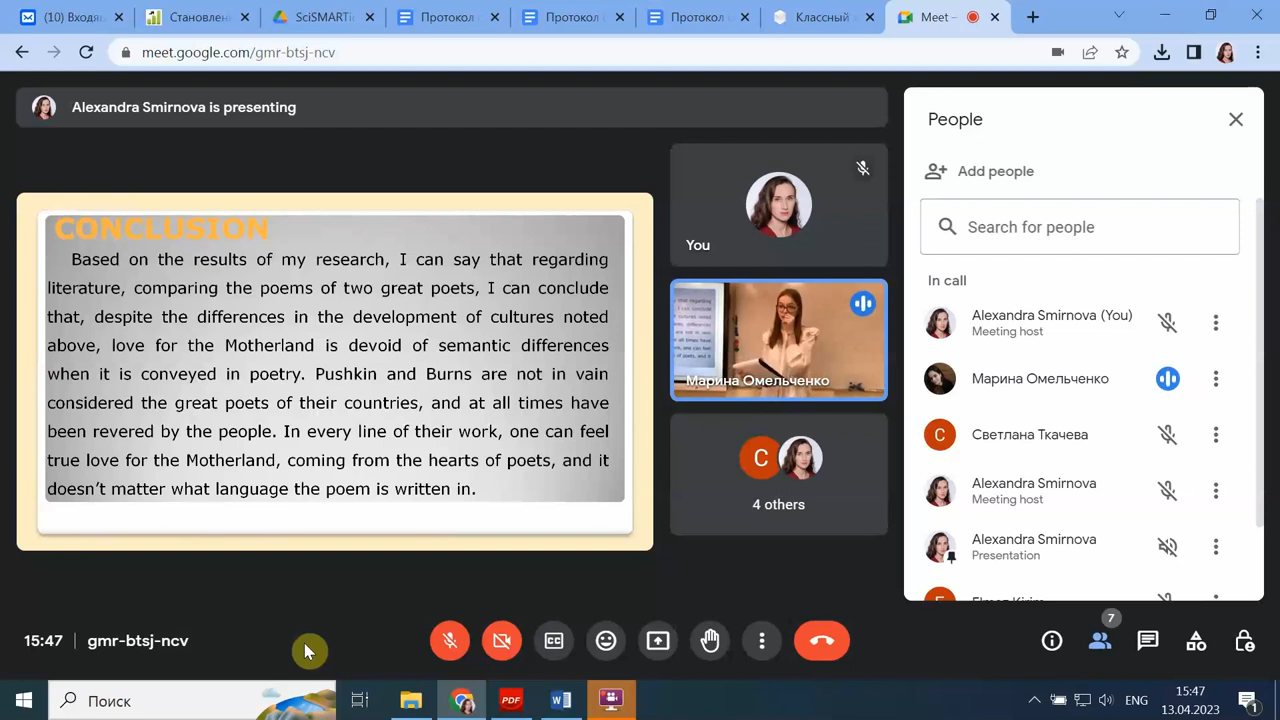 (10) Входя
Становлен
SciSMARTi
Протокол
Протокол
Протокол
Классный
Meet –
meet.google.com/gmr-btsj-ncv
Alexandra Smirnova is presenting
CONCLUSION
Based on the results of my research, I can say that regarding
literature, comparing the poems of two great poets, I can conclude
that, despite the differences in the development of cultures noted
above, love for the Motherland is devoid of semantic differences
when it is conveyed in poetry. Pushkin and Burns are not in vain
considered the great poets of their countries, and at all times have
been revered by the people. In every line of their work, one can feel
true love for the Motherland, coming from the hearts of poets, and it
doesn’t matter what language the poem is written in.
You
Марина Омельченко
C
4 others
People
Add people
Search for people
In call
Alexandra Smirnova (You)
Meeting host
Марина Омельченко
C
Светлана Ткачева
Alexandra Smirnova
Meeting host
Alexandra Smirnova
Presentation
7
15:47
gmr-btsj-ncv
Поиск
PDF
ENG
15:47
13.04.2023
1